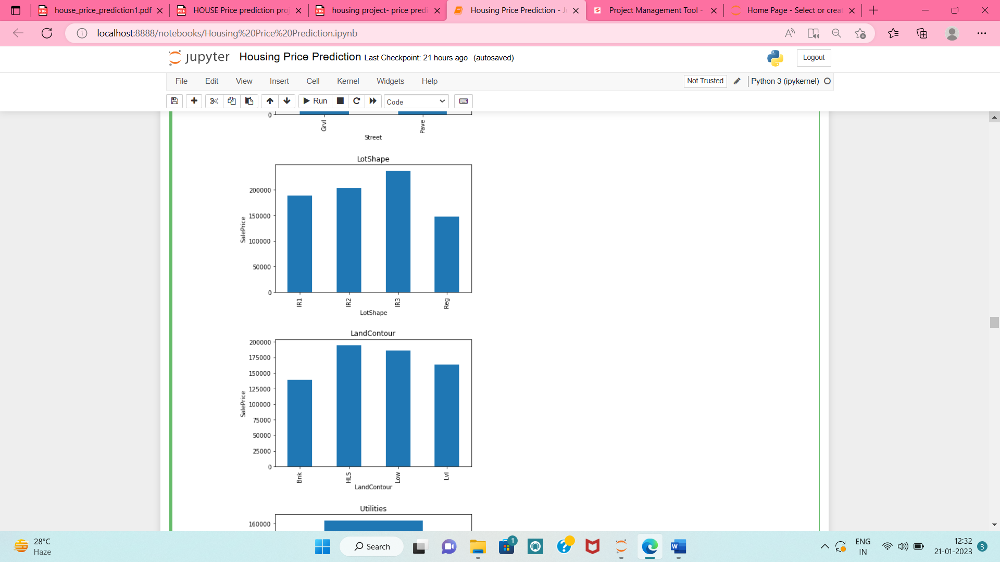 house_price_prediction1.pdf
HOUSE Price prediction pro
housing project- price predi
Housing Price Prediction - J
Project Management Tool -
Home Page - Select or crea
localhost:8888/notebooks/Housing%20Price%20Prediction.ipynb
jupyter Housing Price Prediction Last Checkpoint: 21 hours ago (autosaved)
Logout
File Edit View Insert Cell Kernel Widgets Help
Not Trusted
Python 3 (ipykernel)
Run
Code
0
Grvl
Pave
Street
LotShape
200000
150000
100000
50000
0
SalePrice
IR1
IR2
IR3
Reg
LotShape
LandContour
200000
175000
150000
125000
100000
75000
50000
25000
0
SalePrice
Bnk
HLS
Low
Lvl
LandContour
Utilities
160000
28°C
Haze
Search
1
ENG
IN
12:32
21-01-2023
3